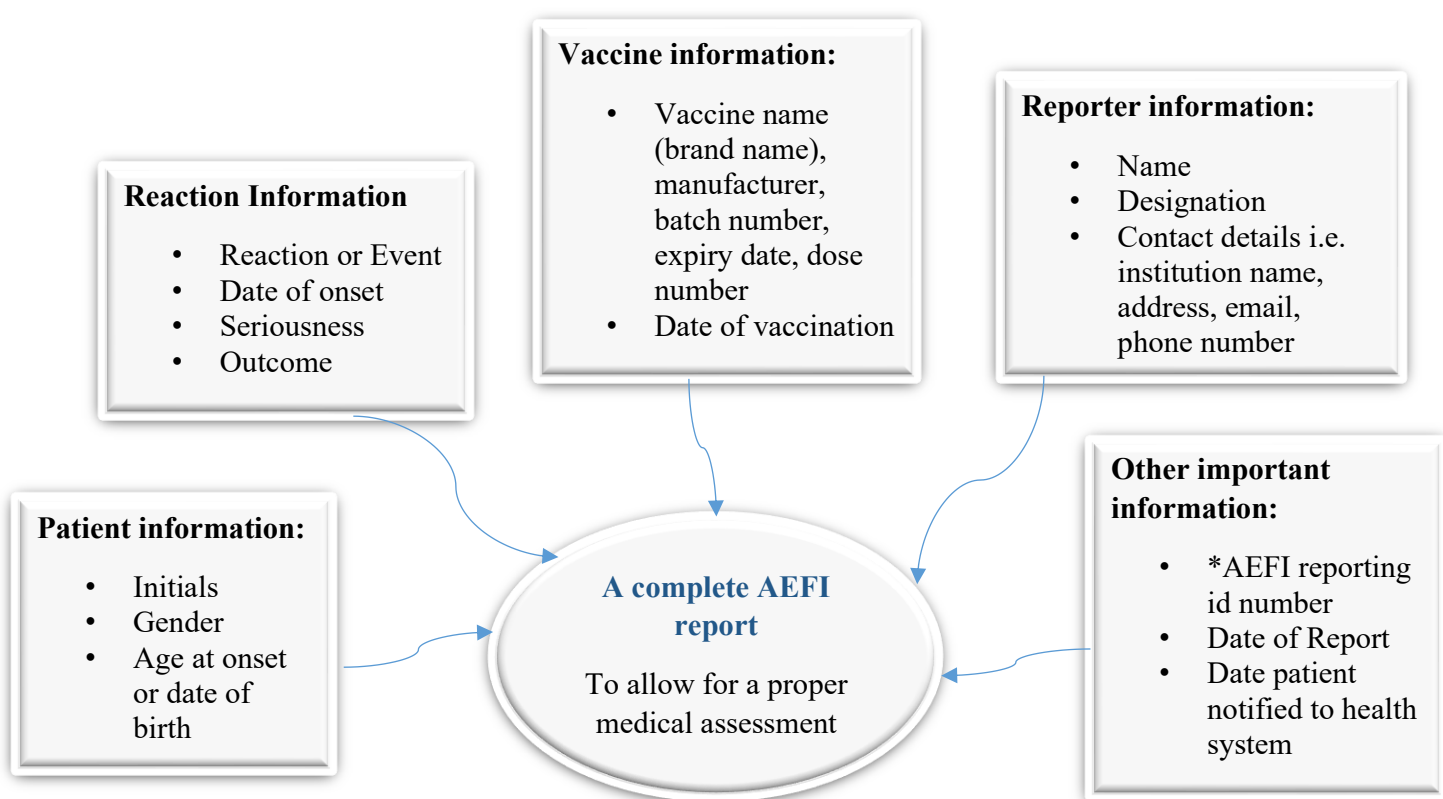 Patient information:
• Initials
• Gender
• Age at onset
or date of
birth
Reaction Information
• Reaction or Event
• Date of onset
• Seriousness
• Outcome
Vaccine information:
• Vaccine name
(brand name),
manufacturer,
batch number,
expiry date, dose
number
• Date of vaccination
Reporter information:
• Name
• Designation
• Contact details i.e.
institution name,
address, email,
phone number
Other important
information:
• *AEFI reporting
id number
• Date of Report
• Date patient
notified to health
system
A complete AEFI
report
To allow for a proper
medical assessment